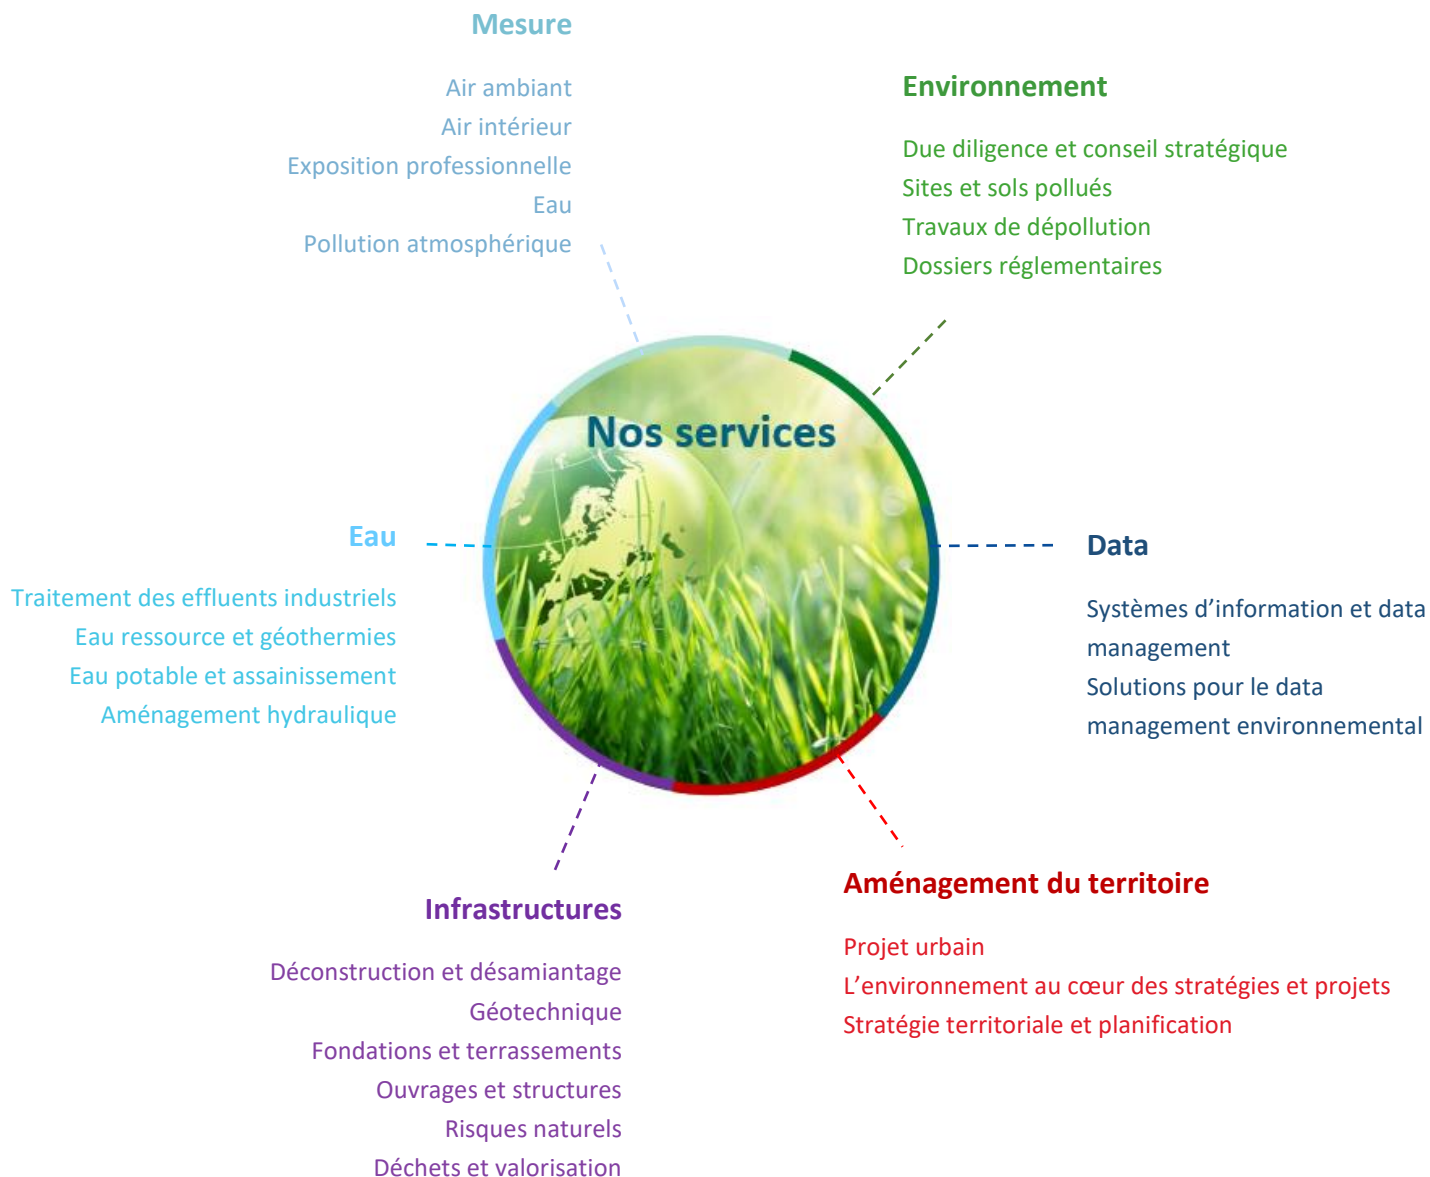 Mesure
Air ambiant
Air intérieur
Exposition professionnelle
Eau
Pollution atmosphérique
Environnement
Due diligence et conseil stratégique
Sites et sols pollués
Travaux de dépollution
Dossiers réglementaires
Nos services
Eau
Traitement des effluents industriels
Eau ressource et géothermies
Eau potable et assainissement
Aménagement hydraulique
Data
Systèmes d’information et data
management
Solutions pour le data
management environnemental
Infrastructures
Déconstruction et désamiantage
Géotechnique
Fondations et terrassements
Ouvrages et structures
Risques naturels
Déchets et valorisation
Aménagement du territoire
Projet urbain
L’environnement au cœur des stratégies et projets
Stratégie territoriale et planification